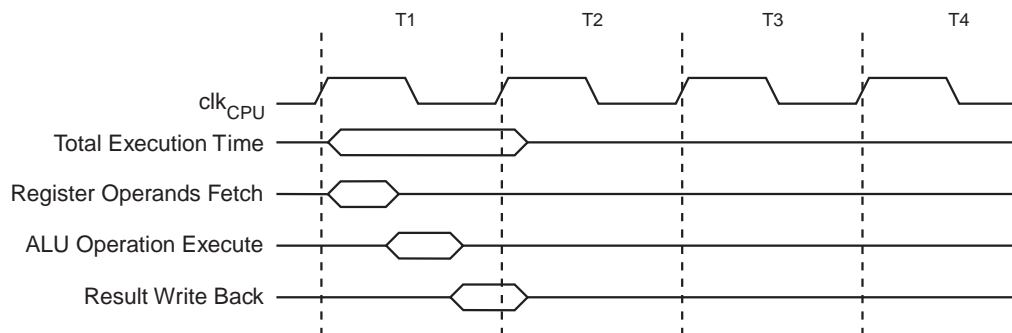 T1 T2 T3 T4
clkCPU
Total Execution Time
Register Operands Fetch
ALU Operation Execute
Result Write Back